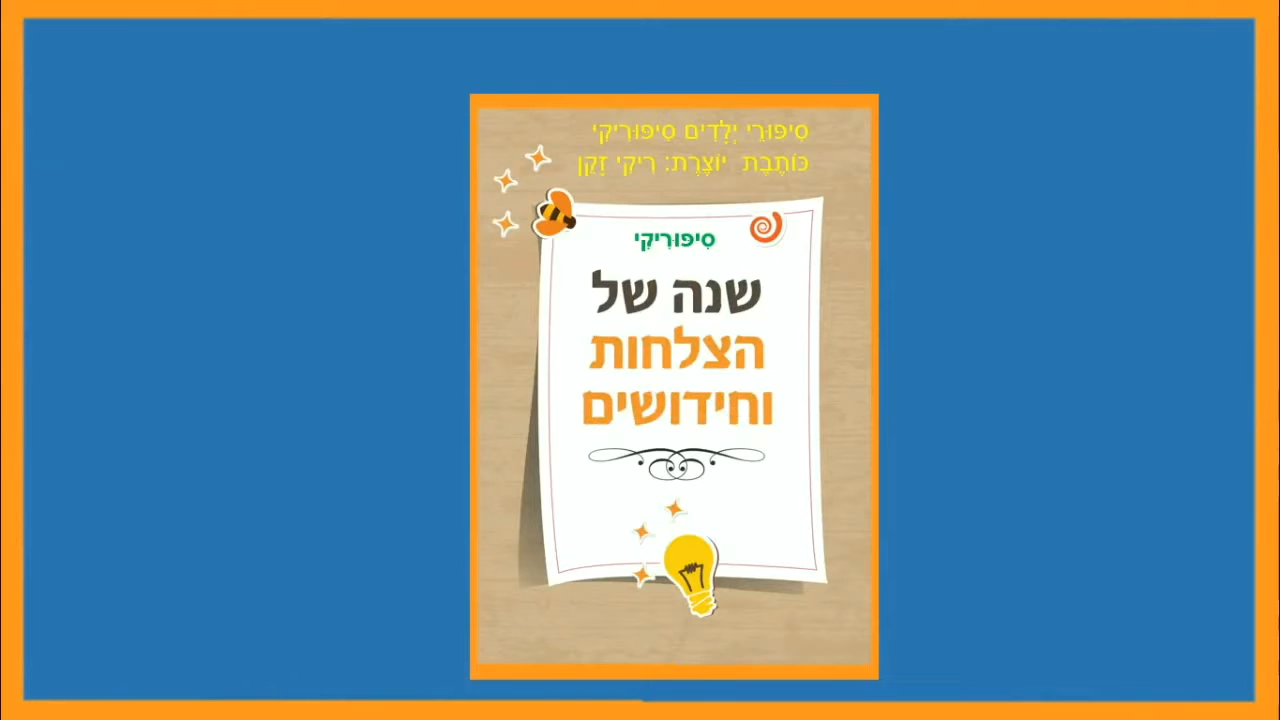 סִיפּוּרֵי יְלָדִים סִיפּוּרִיקִי
כּוֹתֶבֶת יוֹצֶרֶת: רִיקִי זָקֵן
סִיפּוּרִיקִי
שנה של
הצלחות
וחידושים